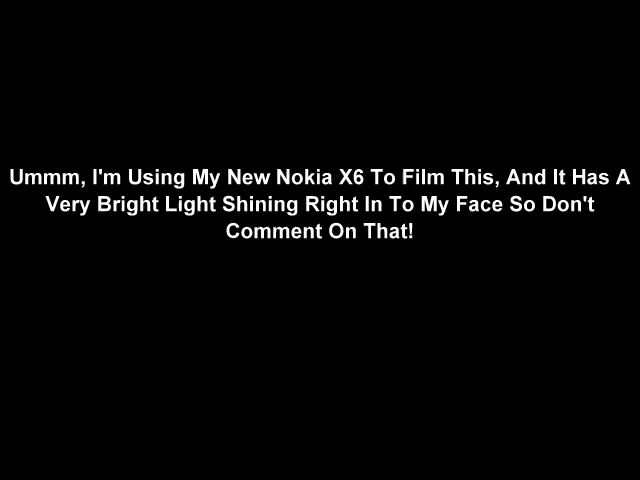 Ummm, I'm Using My New Nokia X6 To Film This, And It Has A
Very Bright Light Shining Right In To My Face So Don't
Comment On That!